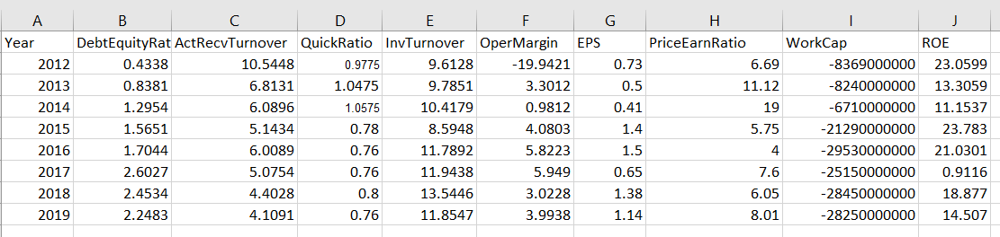 A B C D E F G H I J
Year DebtEquityRat ActRecvTurnover QuickRatio InvTurnover OperMargin EPS PriceEarnRatio WorkCap ROE
2012 0.4338 10.5448 0.9775 9.6128 -19.9421 0.73 6.69 -8369000000 23.0599
2013 0.8381 6.8131 1.0475 9.7851 3.3012 0.5 11.12 -8240000000 13.3059
2014 1.2954 6.0896 1.0575 10.4179 0.9812 0.41 19 -6710000000 11.1537
2015 1.5651 5.1434 0.78 8.5948 4.0803 1.4 5.75 -21290000000 23.783
2016 1.7044 6.0089 0.76 11.7892 5.8223 1.5 4 -29530000000 21.0301
2017 2.6027 5.0754 0.76 11.9438 5.949 0.65 7.6 -25150000000 0.9116
2018 2.4534 4.4028 0.8 13.5446 3.0228 1.38 6.05 -28450000000 18.877
2019 2.2483 4.1091 0.76 11.8547 3.9938 1.14 8.01 -28250000000 14.507